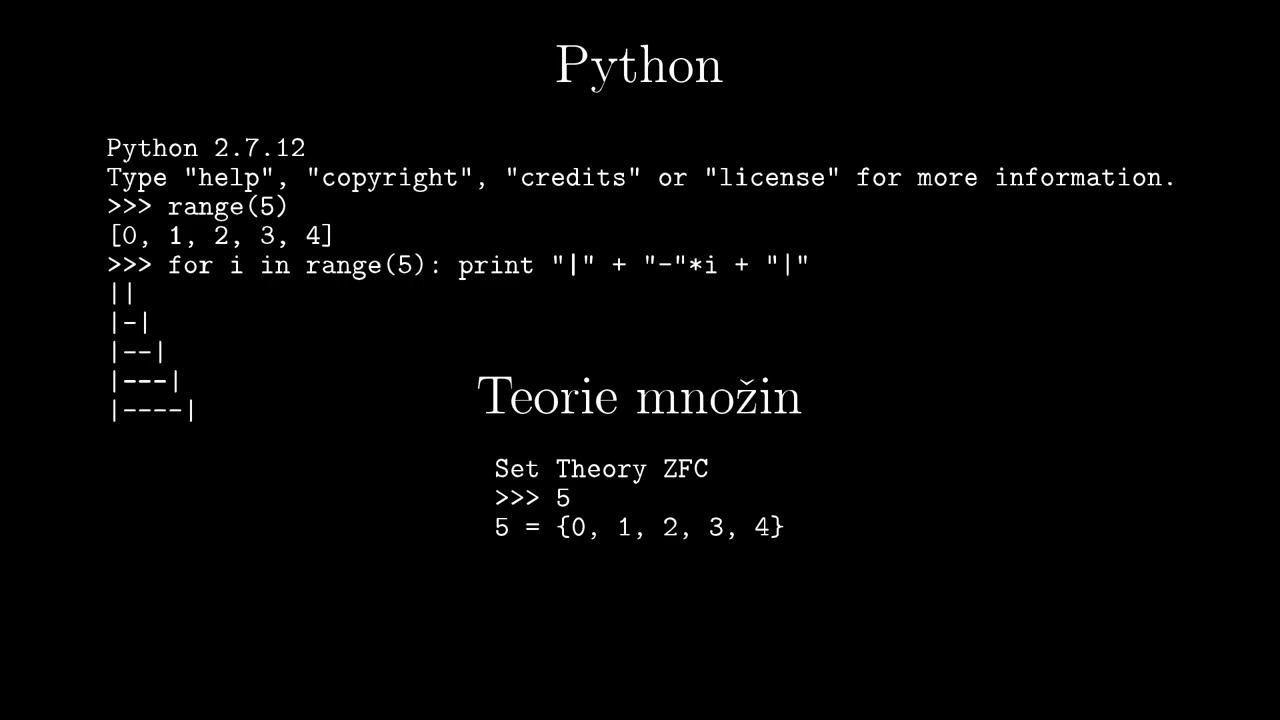 Python
Python 2.7.12
Type "help", "copyright", "credits" or "license" for more information.
>>> range(5)
[0, 1, 2, 3, 4]
>>> for i in range(5): print "|" + "-"*i + "|"
||
|-|
|--|
|---|
|----|
Teorie množin
Set Theory ZFC
>>> 5
5 = {0, 1, 2, 3, 4}